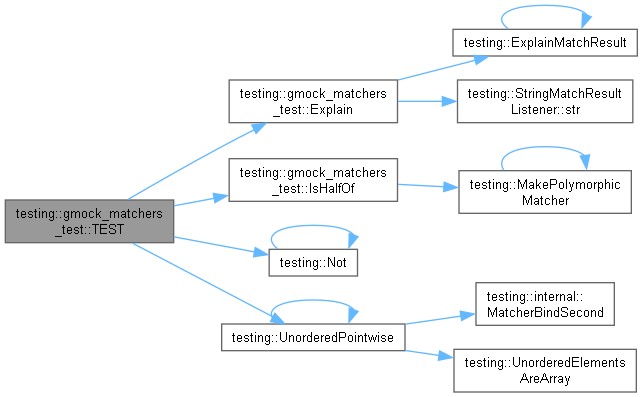 testing::ExplainMatchResult
testing::gmock_matchers
_test::Explain
testing::StringMatchResult
Listener::str
testing::gmock_matchers
_test::IsHalfOf
testing::MakePolymorphic
Matcher
testing::gmock_matchers
_test::TEST
testing::Not
testing::internal::
MatcherBindSecond
testing::UnorderedPointwise
testing::UnorderedElements
AreArray